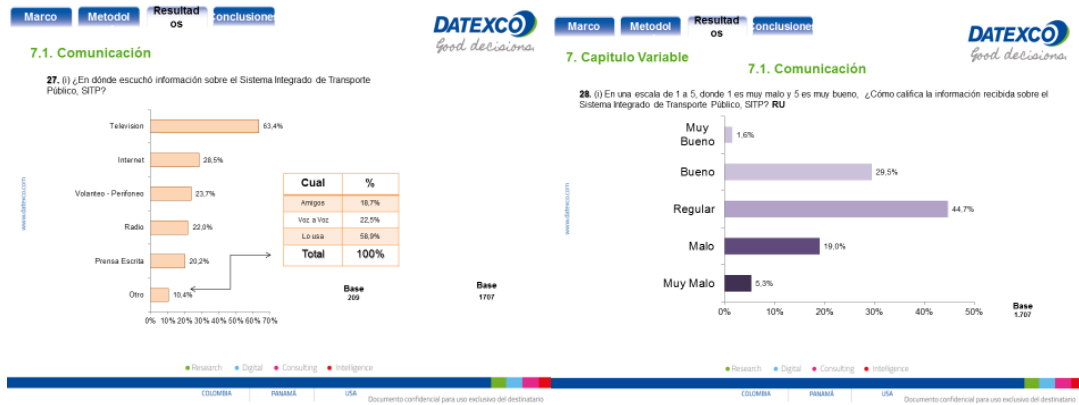 Marco
Metodol
Resultad
os
Conclusiones
DATEXCO
Good decisions.
7.1. Comunicación
27. (i) ¿En dónde escuchó información sobre el Sistema Integrado de Transporte
Público, SITP?
Television
63,4%
Internet
28,5%
Volanteo - Perifoneo
23,7%
Radio
22,0%
Prensa Escrita
20,2%
Otro
10,4%
0% 10% 20% 30% 40% 50% 60% 70%
Cual %
Amigos 18,7%
Voz a Voz 22,5%
Lo usa 58,9%
Total 100%
Base
209
Base
1707
www.datexco.com
Research Digital Consulting Intelligence
COLOMBIA PANAMÁ USA
Documento confidencial para uso exclusivo del destinatario
Marco
Metodol
Resultad
os
Conclusiones
DATEXCO
Good decisions.
7. Capitulo Variable
7.1. Comunicación
28. (i) En una escala de 1 a 5, donde 1 es muy malo y 5 es muy bueno, ¿Cómo califica la información recibida sobre el
Sistema Integrado de Transporte Público, SITP? RU
Muy
Bueno
1,6%
Bueno
29,5%
Regular
44,7%
Malo
19,0%
Muy Malo
5,3%
0% 10% 20% 30% 40% 50%
Base
1.707
www.datexco.com
Research Digital Consulting Intelligence
COLOMBIA PANAMÁ USA
Documento confidencial para uso exclusivo del destinatario